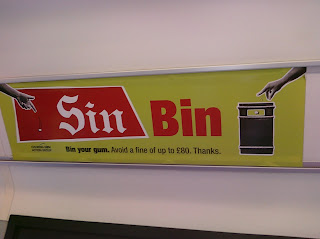 Sin Bin
Bin your gum. Avoid a fine of up to £80. Thanks.